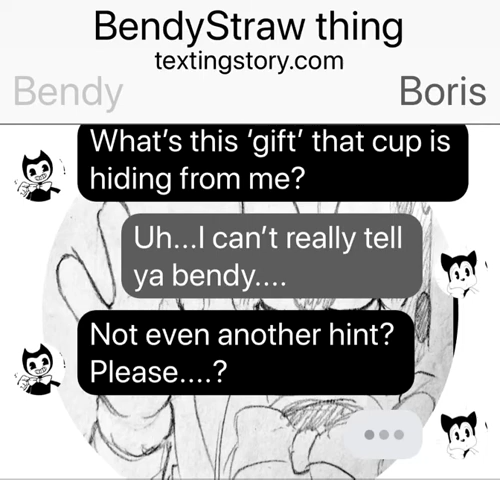 BendyStraw thing
textingstory.com
Bendy
Boris
What's this ‘gift’ that cup is
hiding from me?
Uh...I can't really tell
ya bendy....
Not even another hint?
Please....?